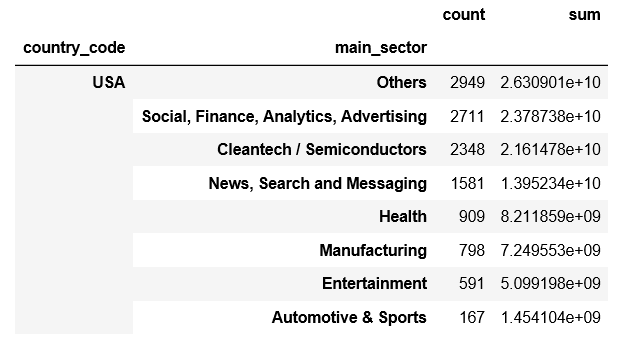 count sum
country_code main_sector
USA Others 2949 2.630901e+10
Social, Finance, Analytics, Advertising 2711 2.378738e+10
Cleantech / Semiconductors 2348 2.161478e+10
News, Search and Messaging 1581 1.395234e+10
Health 909 8.211859e+09
Manufacturing 798 7.249553e+09
Entertainment 591 5.099198e+09
Automotive & Sports 167 1.454104e+09